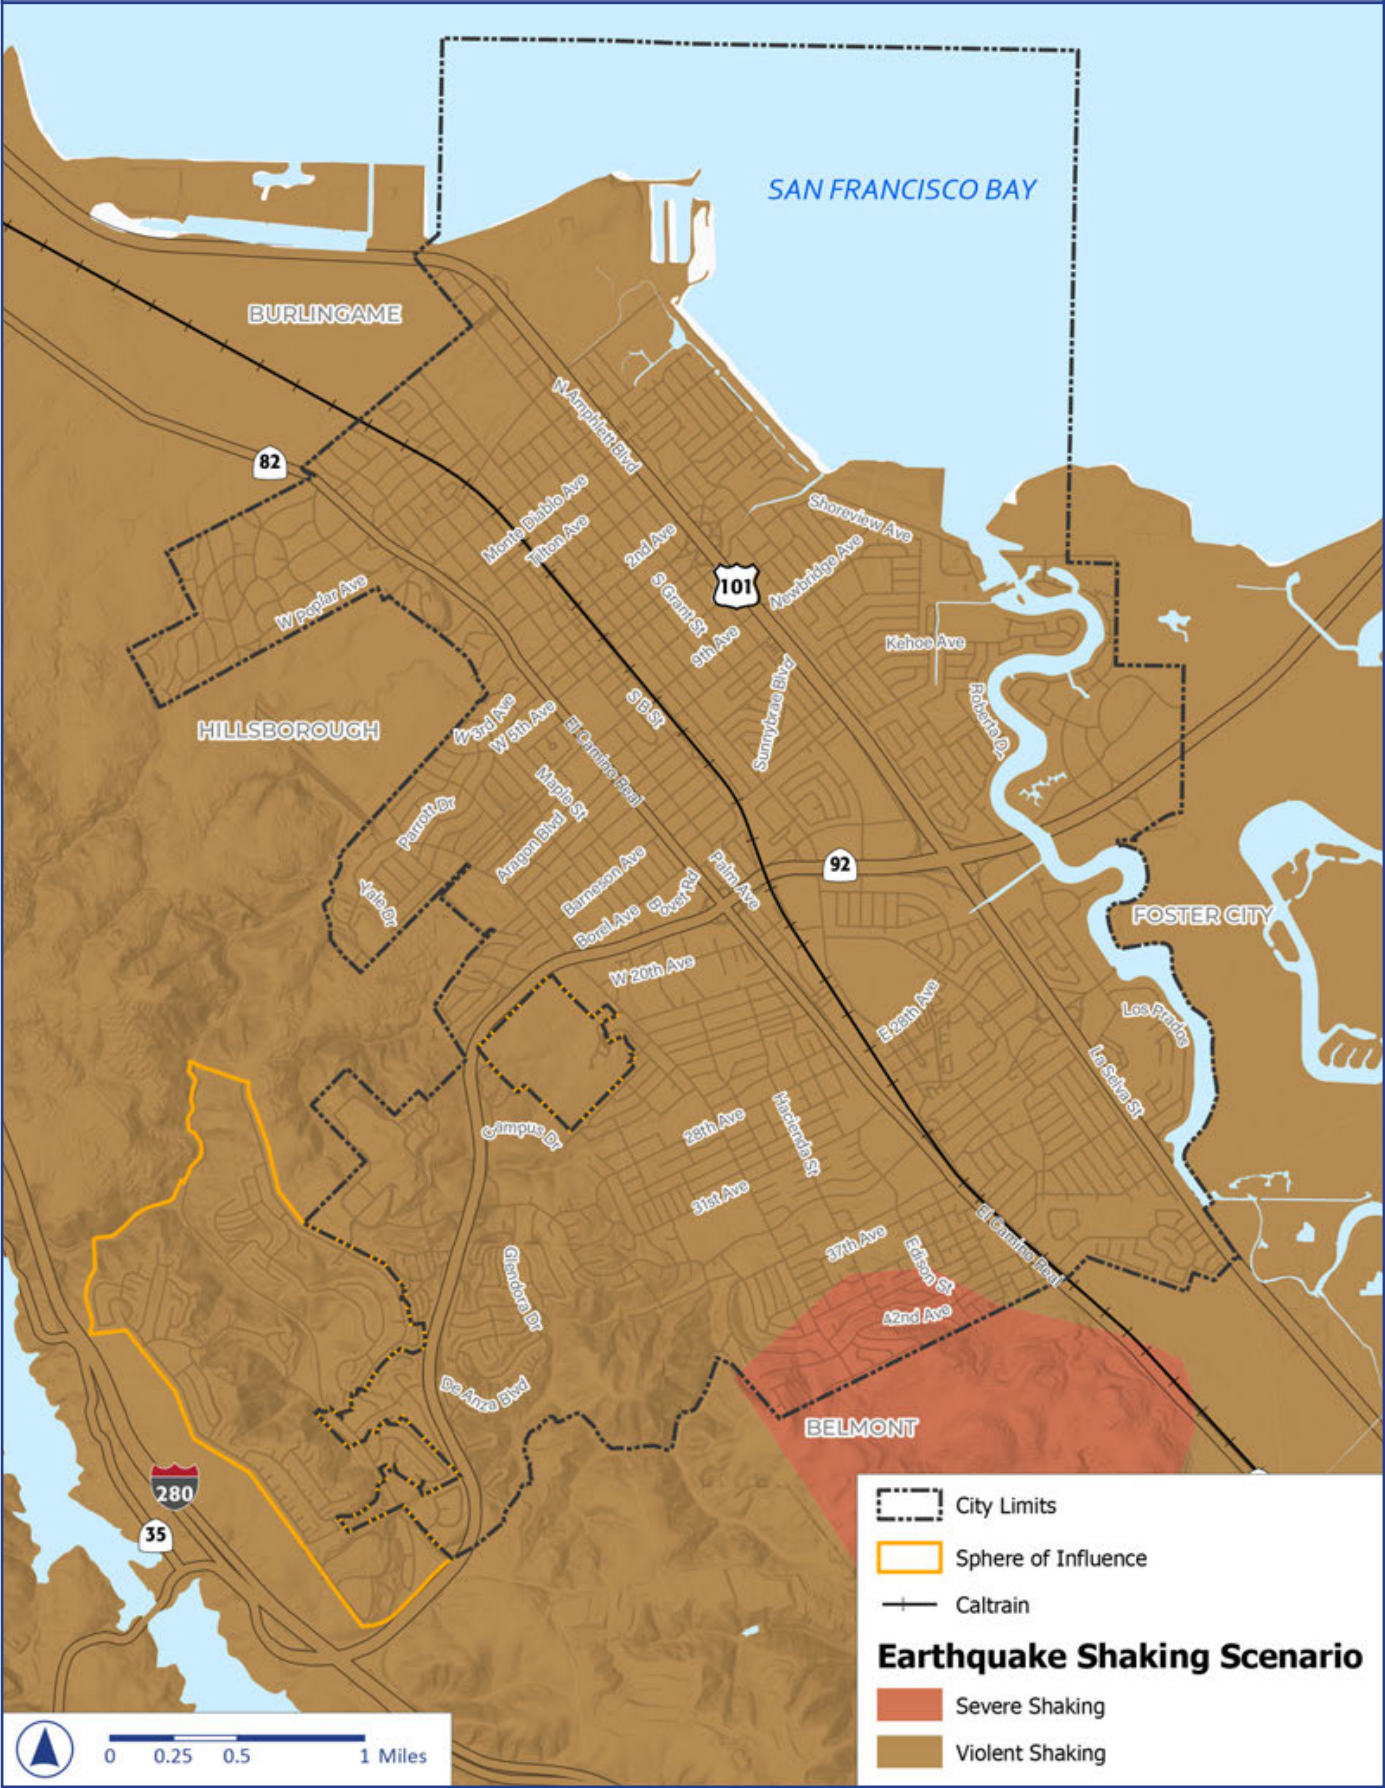 SAN FRANCISCO BAY
BURLINGAME
N Amphlett Blvd
82
Monte Diablo Ave
Tilton Ave
Shoreview Ave
2nd Ave
101
Newbridge Ave
S Grant St
W Poplar Ave
9th Ave
Kehoe Ave
Sunnybrae Blvd
Roberta Dr
HILLSBOROUGH
W 3rd Ave
W 5th Ave
S B St
El Camino Real
Maple St
Parrott Dr
Aragon Blvd
92
Palm Ave
Barneson Ave
Bovet Rd
Yale Dr
Borel Ave
FOSTER CITY
W 20th Ave
E 28th Ave
Los Prados
La Selva St
Campus Dr
28th Ave
Hacienda St
31st Ave
El Camino Real
37th Ave
Edison St
Glendora Dr
42nd Ave
De Anza Blvd
BELMONT
280
35
City Limits
Sphere of Influence
Caltrain
Earthquake Shaking Scenario
Severe Shaking
Violent Shaking
0 0.25 0.5 1 Miles